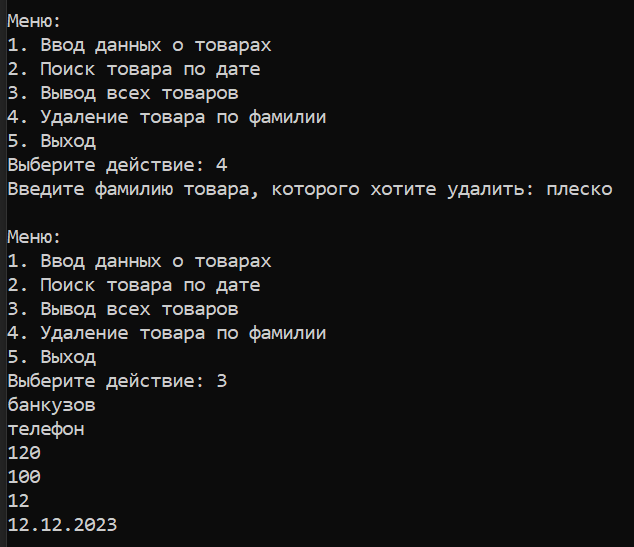 Меню:
1. Ввод данных о товарах
2. Поиск товара по дате
3. Вывод всех товаров
4. Удаление товара по фамилии
5. Выход
Выберите действие: 4
Введите фамилию товара, которого хотите удалить: плеско
Меню:
1. Ввод данных о товарах
2. Поиск товара по дате
3. Вывод всех товаров
4. Удаление товара по фамилии
5. Выход
Выберите действие: 3
банкузов
телефон
120
100
12
12.12.2023